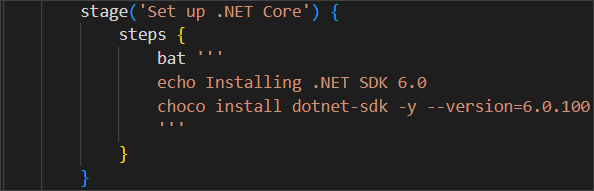 stage('Set up .NET Core') {
steps {
bat '''
echo Installing .NET SDK 6.0
choco install dotnet-sdk -y --version=6.0.100
'''
}
}